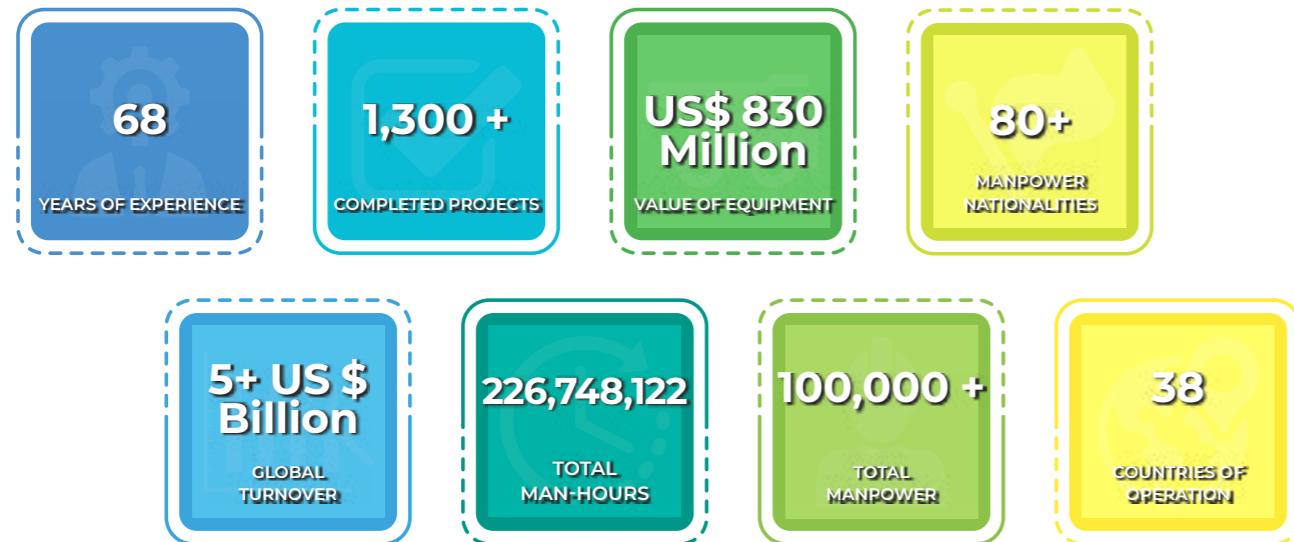 68
YEARS OF EXPERIENCE
1,300 +
COMPLETED PROJECTS
US$ 830
Million
VALUE OF EQUIPMENT
80+
MANPOWER
NATIONALITIES
5+ US $
Billion
GLOBAL
TURNOVER
226,748,122
TOTAL
MAN-HOURS
100,000 +
TOTAL
MANPOWER
38
COUNTRIES OF
OPERATION